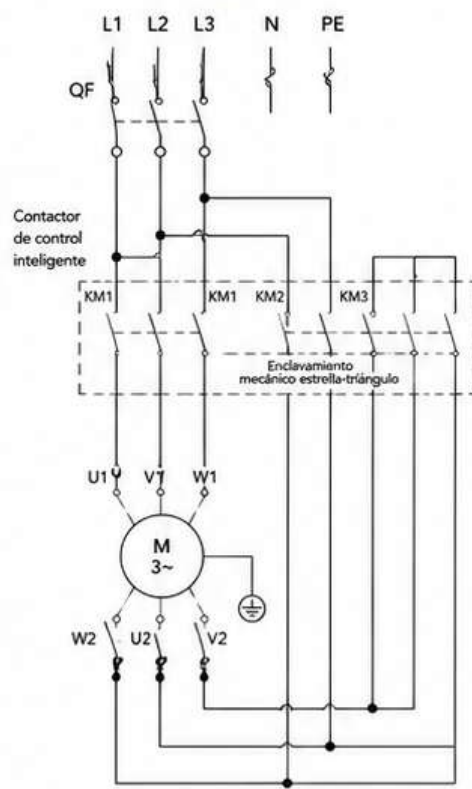 L1 L2 L3 N PE
QF
Contactor
de control
inteligente
KM1 KM1 KM2 KM3
Enclavamiento
mecánico estrella-triángulo
U1 V1 W1
M
3~
W2 U2 V2